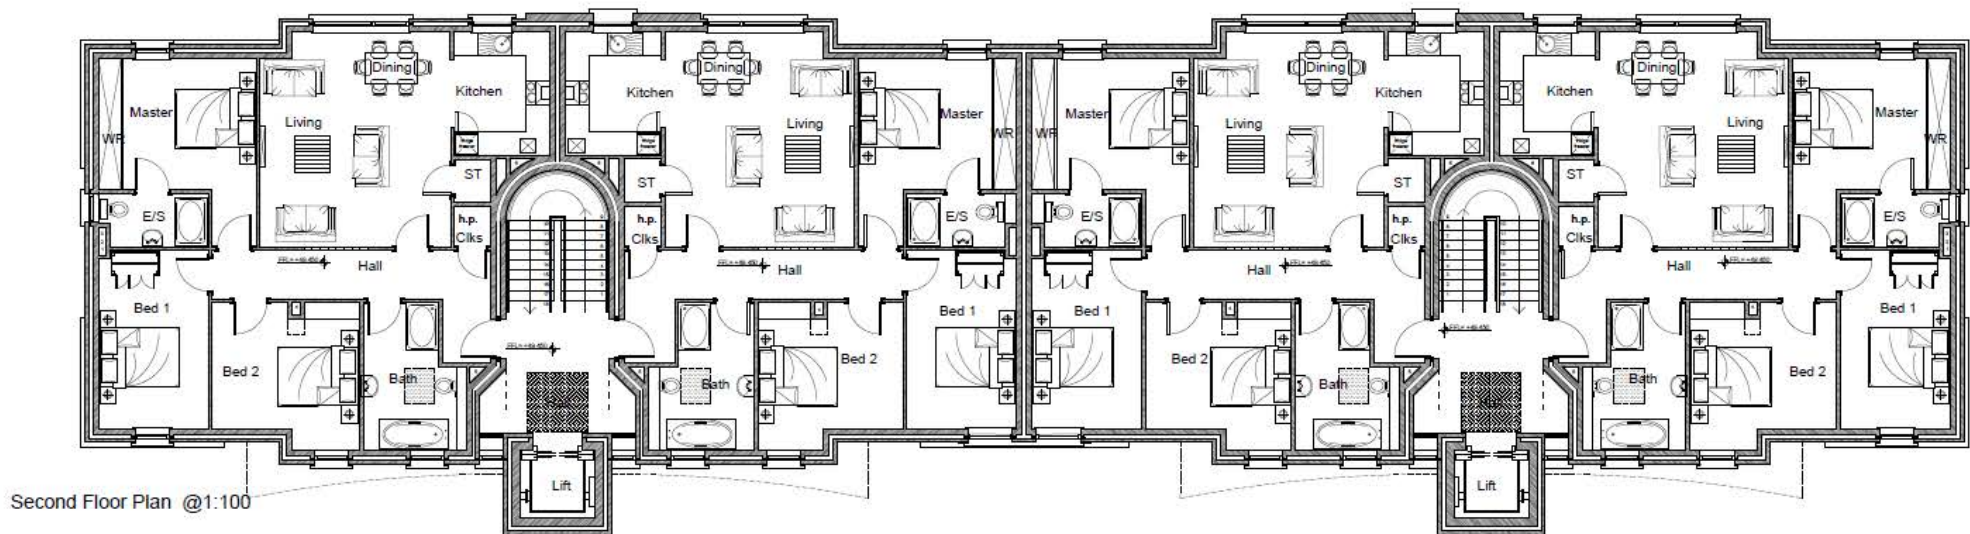 Dining
Dining
Dining
Dining
Kitchen
Kitchen
Kitchen
Kitchen
Master
Living
Living
Master
Master
Living
Living
Master
WR
WR
WR
WR
ST
ST
ST
ST
E/S
h.p.
Clks
h.p.
Clks
E/S
E/S
h.p.
Clks
h.p.
Clks
E/S
Hall
Hall
Hall
Hall
Bed 1
Bed 1
Bed 1
Bed 1
Bed 2
Bath
Bath
Bed 2
Bed 2
Bath
Bath
Bed 2
Lift
Lift
Second Floor Plan @1:100